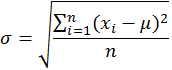 σ = √(∑ᵢ₌₁ⁿ(xᵢ − μ)² / n)